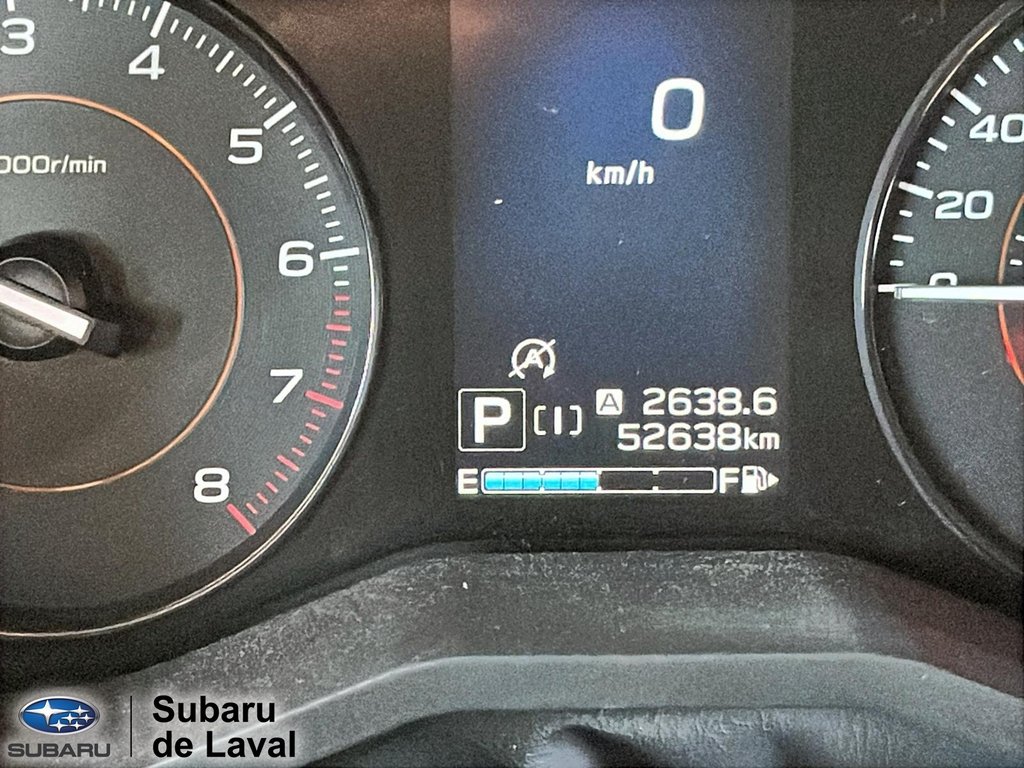 3
4
5
6
7
8
000r/min
0
km/h
A
P
[I]
A 2638.6
52638km
E F
40
20
0
SUBARU
Subaru
de Laval